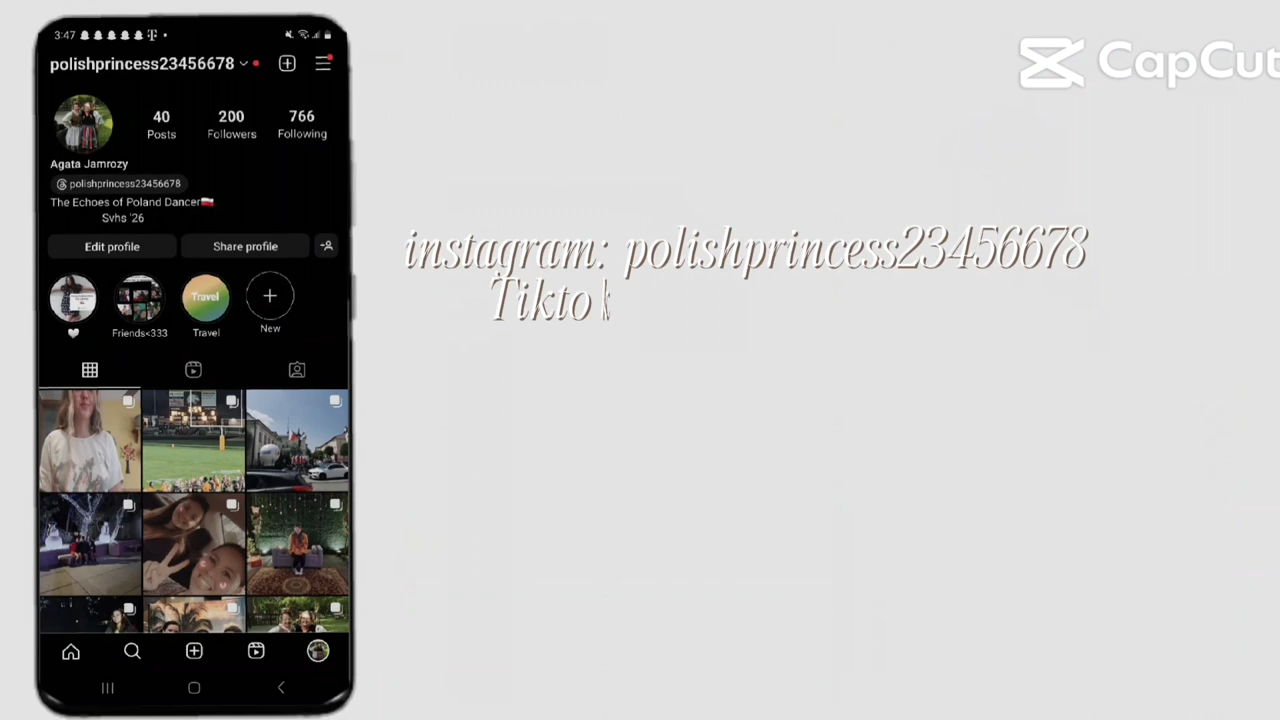 3:47
CapCut
polishprincess23456678
40 200 766
Posts Followers Following
Agata Jamrozy
polishprincess23456678
The Echoes of Poland Dancer🇵🇱
Svhs '26
Edit profile Share profile
Travel
🤍 Friends<333 Travel New
instagram: polishprincess23456678
Tiktok